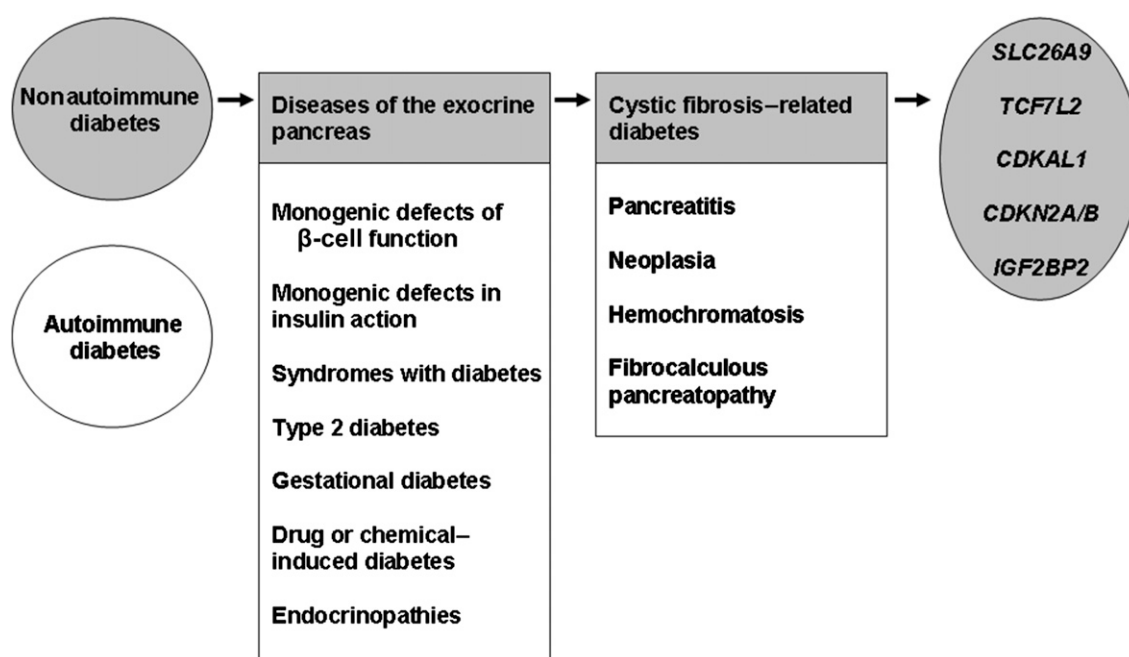 Nonautoimmune
diabetes
Autoimmune
diabetes
Diseases of the exocrine
pancreas
Monogenic defects of
β-cell function
Monogenic defects in
insulin action
Syndromes with diabetes
Type 2 diabetes
Gestational diabetes
Drug or chemical–
induced diabetes
Endocrinopathies
Cystic fibrosis–related
diabetes
Pancreatitis
Neoplasia
Hemochromatosis
Fibrocalculous
pancreatopathy
SLC26A9
TCF7L2
CDKAL1
CDKN2A/B
IGF2BP2